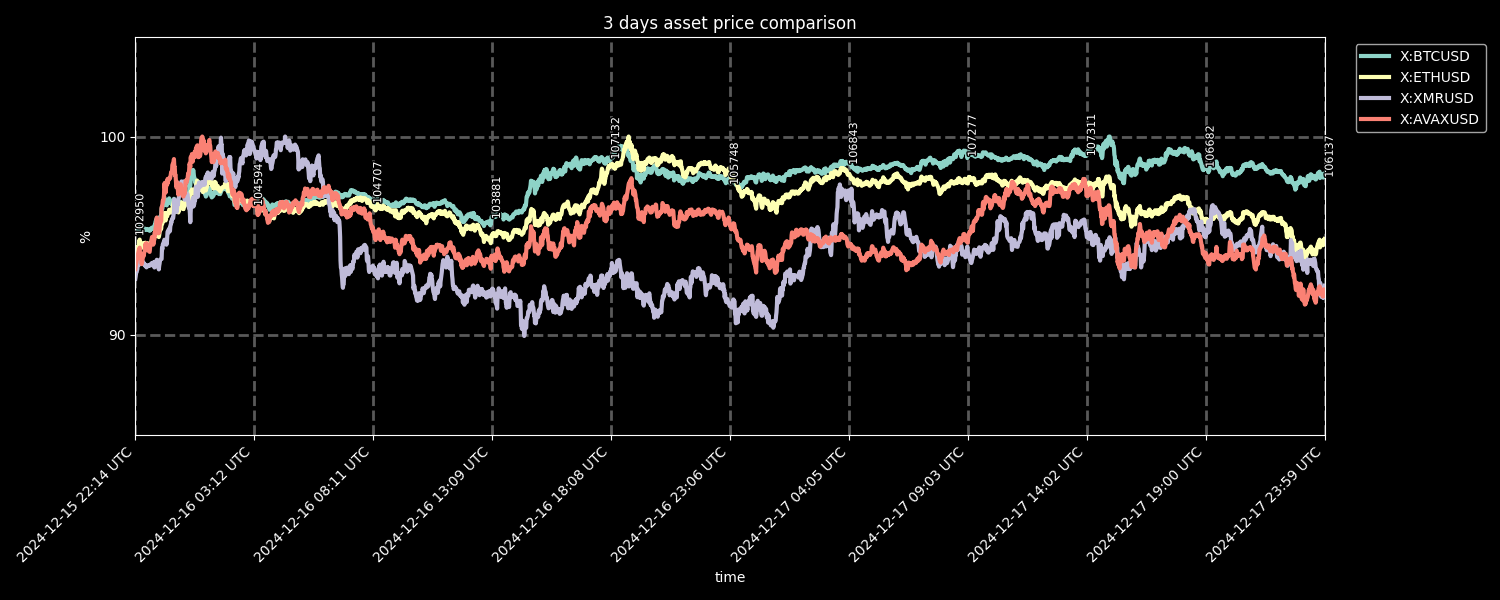 3 days asset price comparison
X:BTCUSD
X:ETHUSD
X:XMRUSD
X:AVAXUSD
100
90
%
102950
104594
104707
103881
107132
105748
106843
107277
107311
106682
106137
2024-12-15 22:14 UTC
2024-12-16 03:12 UTC
2024-12-16 08:11 UTC
2024-12-16 13:09 UTC
2024-12-16 18:08 UTC
2024-12-16 23:06 UTC
2024-12-17 04:05 UTC
2024-12-17 09:03 UTC
2024-12-17 14:02 UTC
2024-12-17 19:00 UTC
2024-12-17 23:59 UTC
time